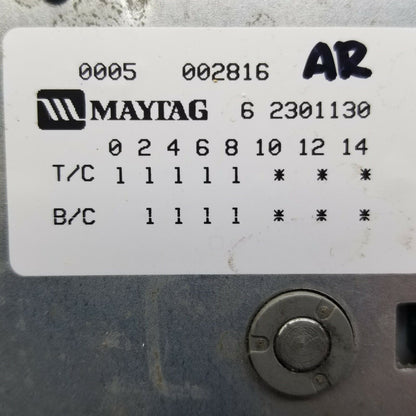 0005 002816 AR
MAYTAG 6 2301130
0 2 4 6 8 10 12 14
T/C 1 1 1 1 1 * * *
B/C 1 1 1 1 * * *